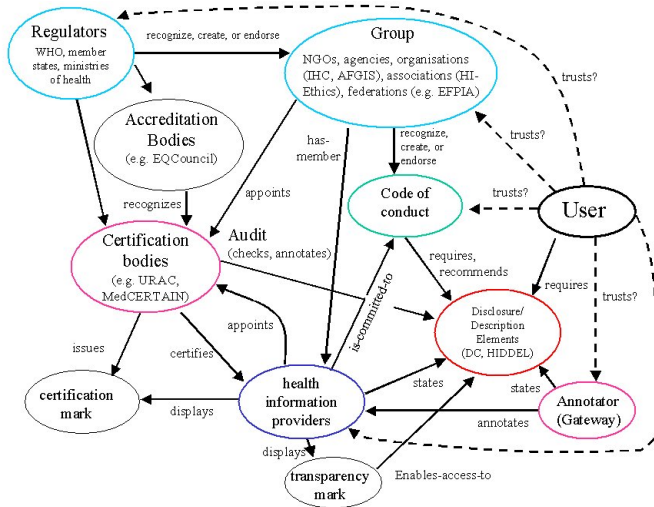 Regulators
WHO, member
states, ministries
of health
recognize, create, or endorse
Group
NGOs, agencies, organisations
(IHC, AFGIS), associations (HI-
Ethics), federations (e.g. EFPIA)
trusts?
Accreditation
Bodies
(e.g. EQCouncil)
has-
member
recognize,
create, or
endorse
trusts?
recognizes
appoints
Code of
conduct
trusts?
User
Certification
bodies
(e.g. URAC,
MedCERTAIN)
Audit
(checks, annotates)
requires,
recommends
requires
trusts?
appoints
is-committed-to
Disclosure/
Description
Elements
(DC, HIDDEL)
issues
certifies
certification
mark
displays
health
information
providers
states
states
annotates
Annotator
(Gateway)
displays
transparency
mark
Enables-access-to